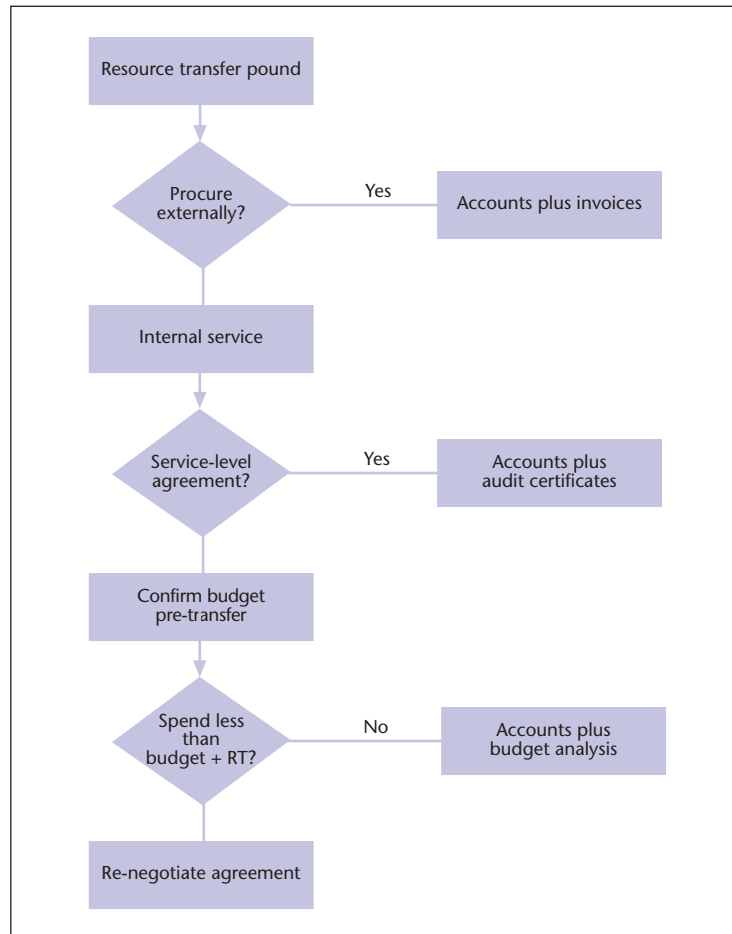 Resource transfer pound
Procure
externally?
Yes
Accounts plus invoices
Internal service
Service-level
agreement?
Yes
Accounts plus
audit certificates
Confirm budget
pre-transfer
Spend less
than
budget + RT?
No
Accounts plus
budget analysis
Re-negotiate agreement